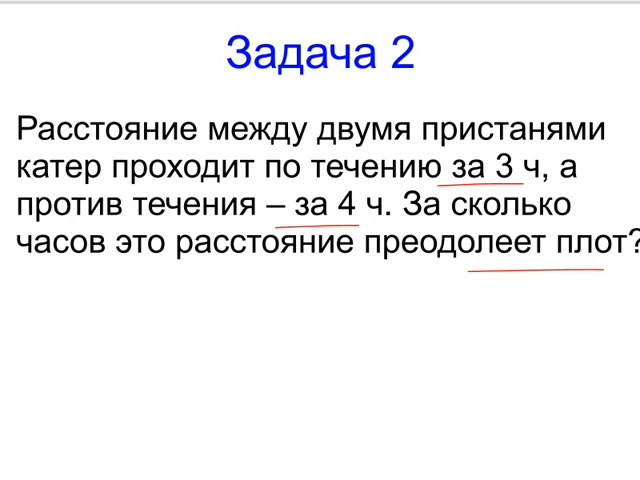 Задача 2
Расстояние между двумя пристанями
катер проходит по течению за 3 ч, а
против течения – за 4 ч. За сколько
часов это расстояние преодолеет плот?